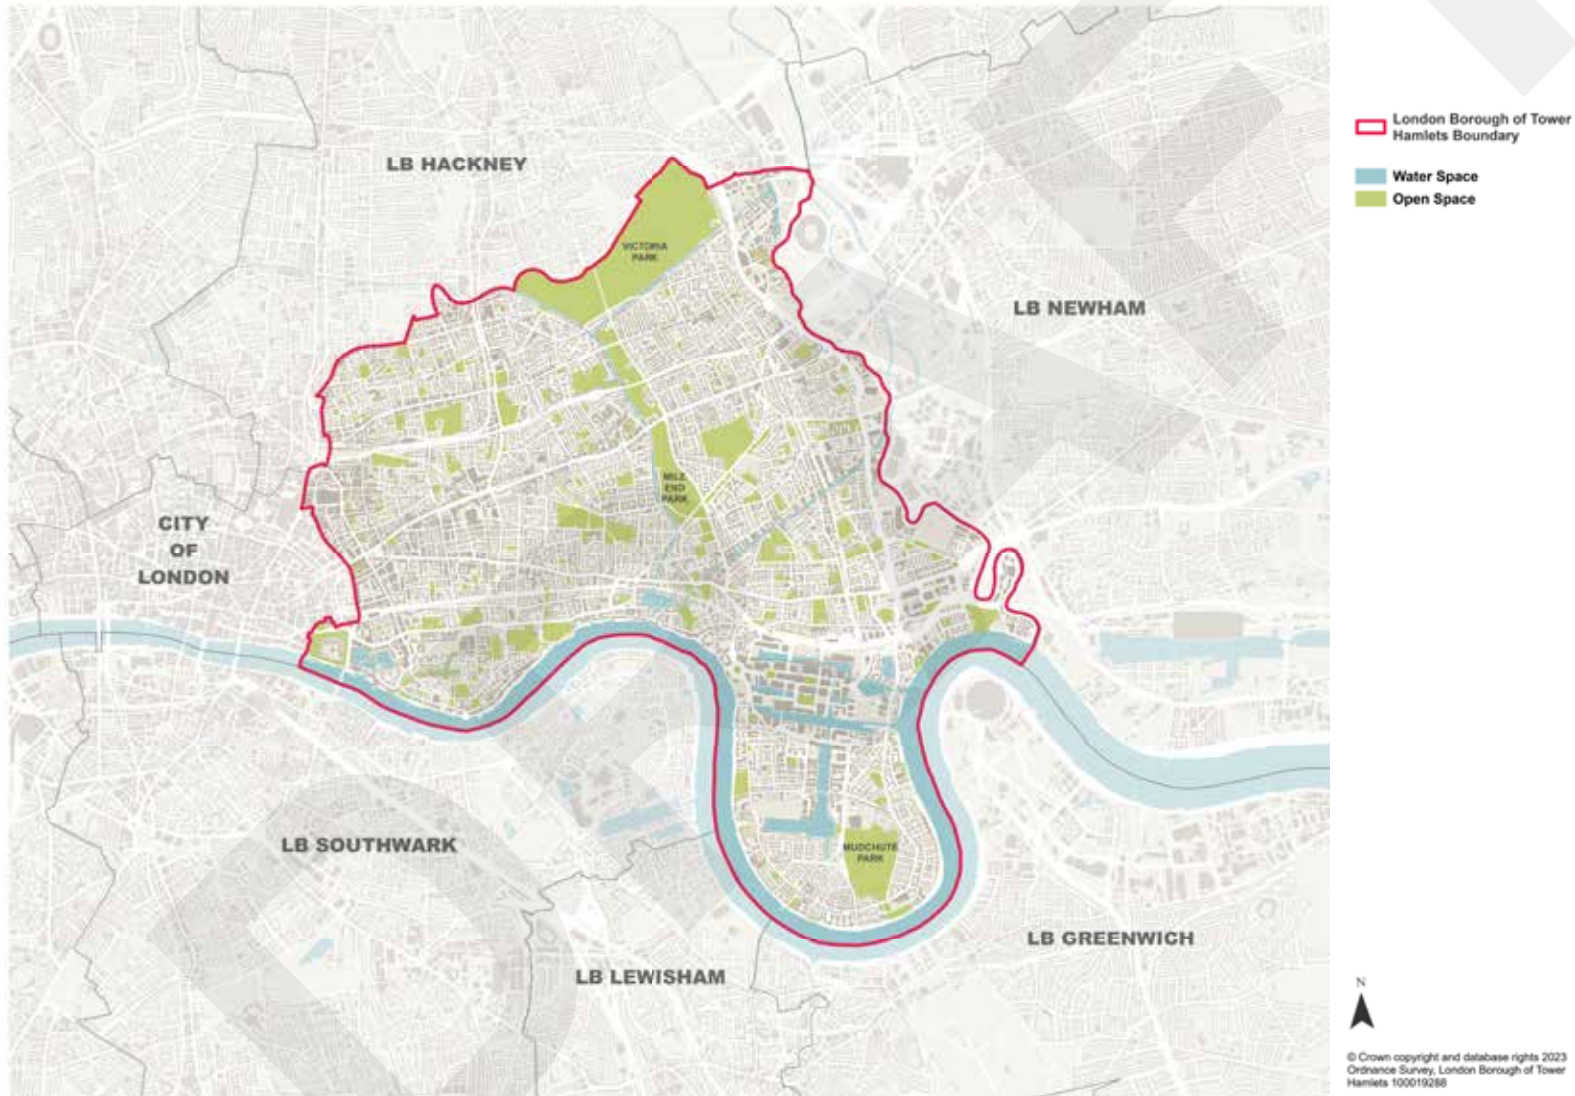 LB HACKNEY
VICTORIA
PARK
LB NEWHAM
MILE
END
PARK
CITY
OF
LONDON
LB SOUTHWARK
MUDCHUTE
PARK
LB GREENWICH
LB LEWISHAM
London Borough of Tower
Hamlets Boundary
Water Space
Open Space
N
© Crown copyright and database rights 2023
Ordnance Survey, London Borough of Tower
Hamlets 100019288